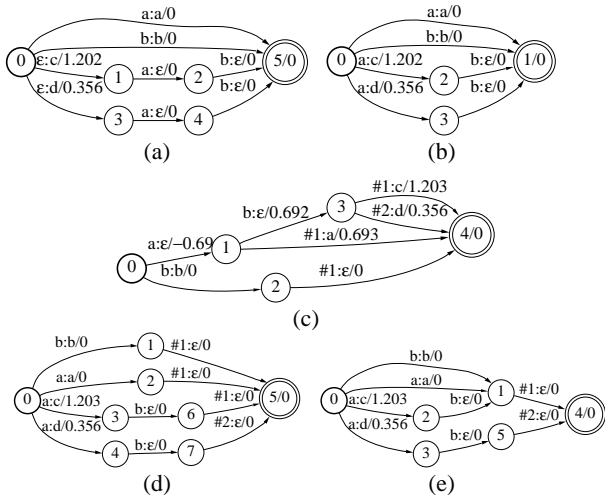 a:a/0
b:b/0
0
ε:c/1.202
1
a:ε/0
2
b:ε/0
5/0
ε:d/0.356
b:ε/0
3
a:ε/0
4
(a)
a:a/0
b:b/0
0
a:c/1.202
2
b:ε/0
1/0
a:d/0.356
b:ε/0
3
(b)
#1:c/1.203
3
b:ε/0.692
#2:d/0.356
#1:a/0.693
4/0
a:ε/−0.69
1
0
b:b/0
2
#1:ε/0
(c)
b:b/0
1
#1:ε/0
a:a/0
2
#1:ε/0
0
a:c/1.203
3
b:ε/0
6
#1:ε/0
5/0
a:d/0.356
4
b:ε/0
7
#2:ε/0
(d)
b:b/0
a:a/0
1
#1:ε/0
0
a:c/1.203
2
b:ε/0
4/0
a:d/0.356
3
b:ε/0
5
#2:ε/0
(e)